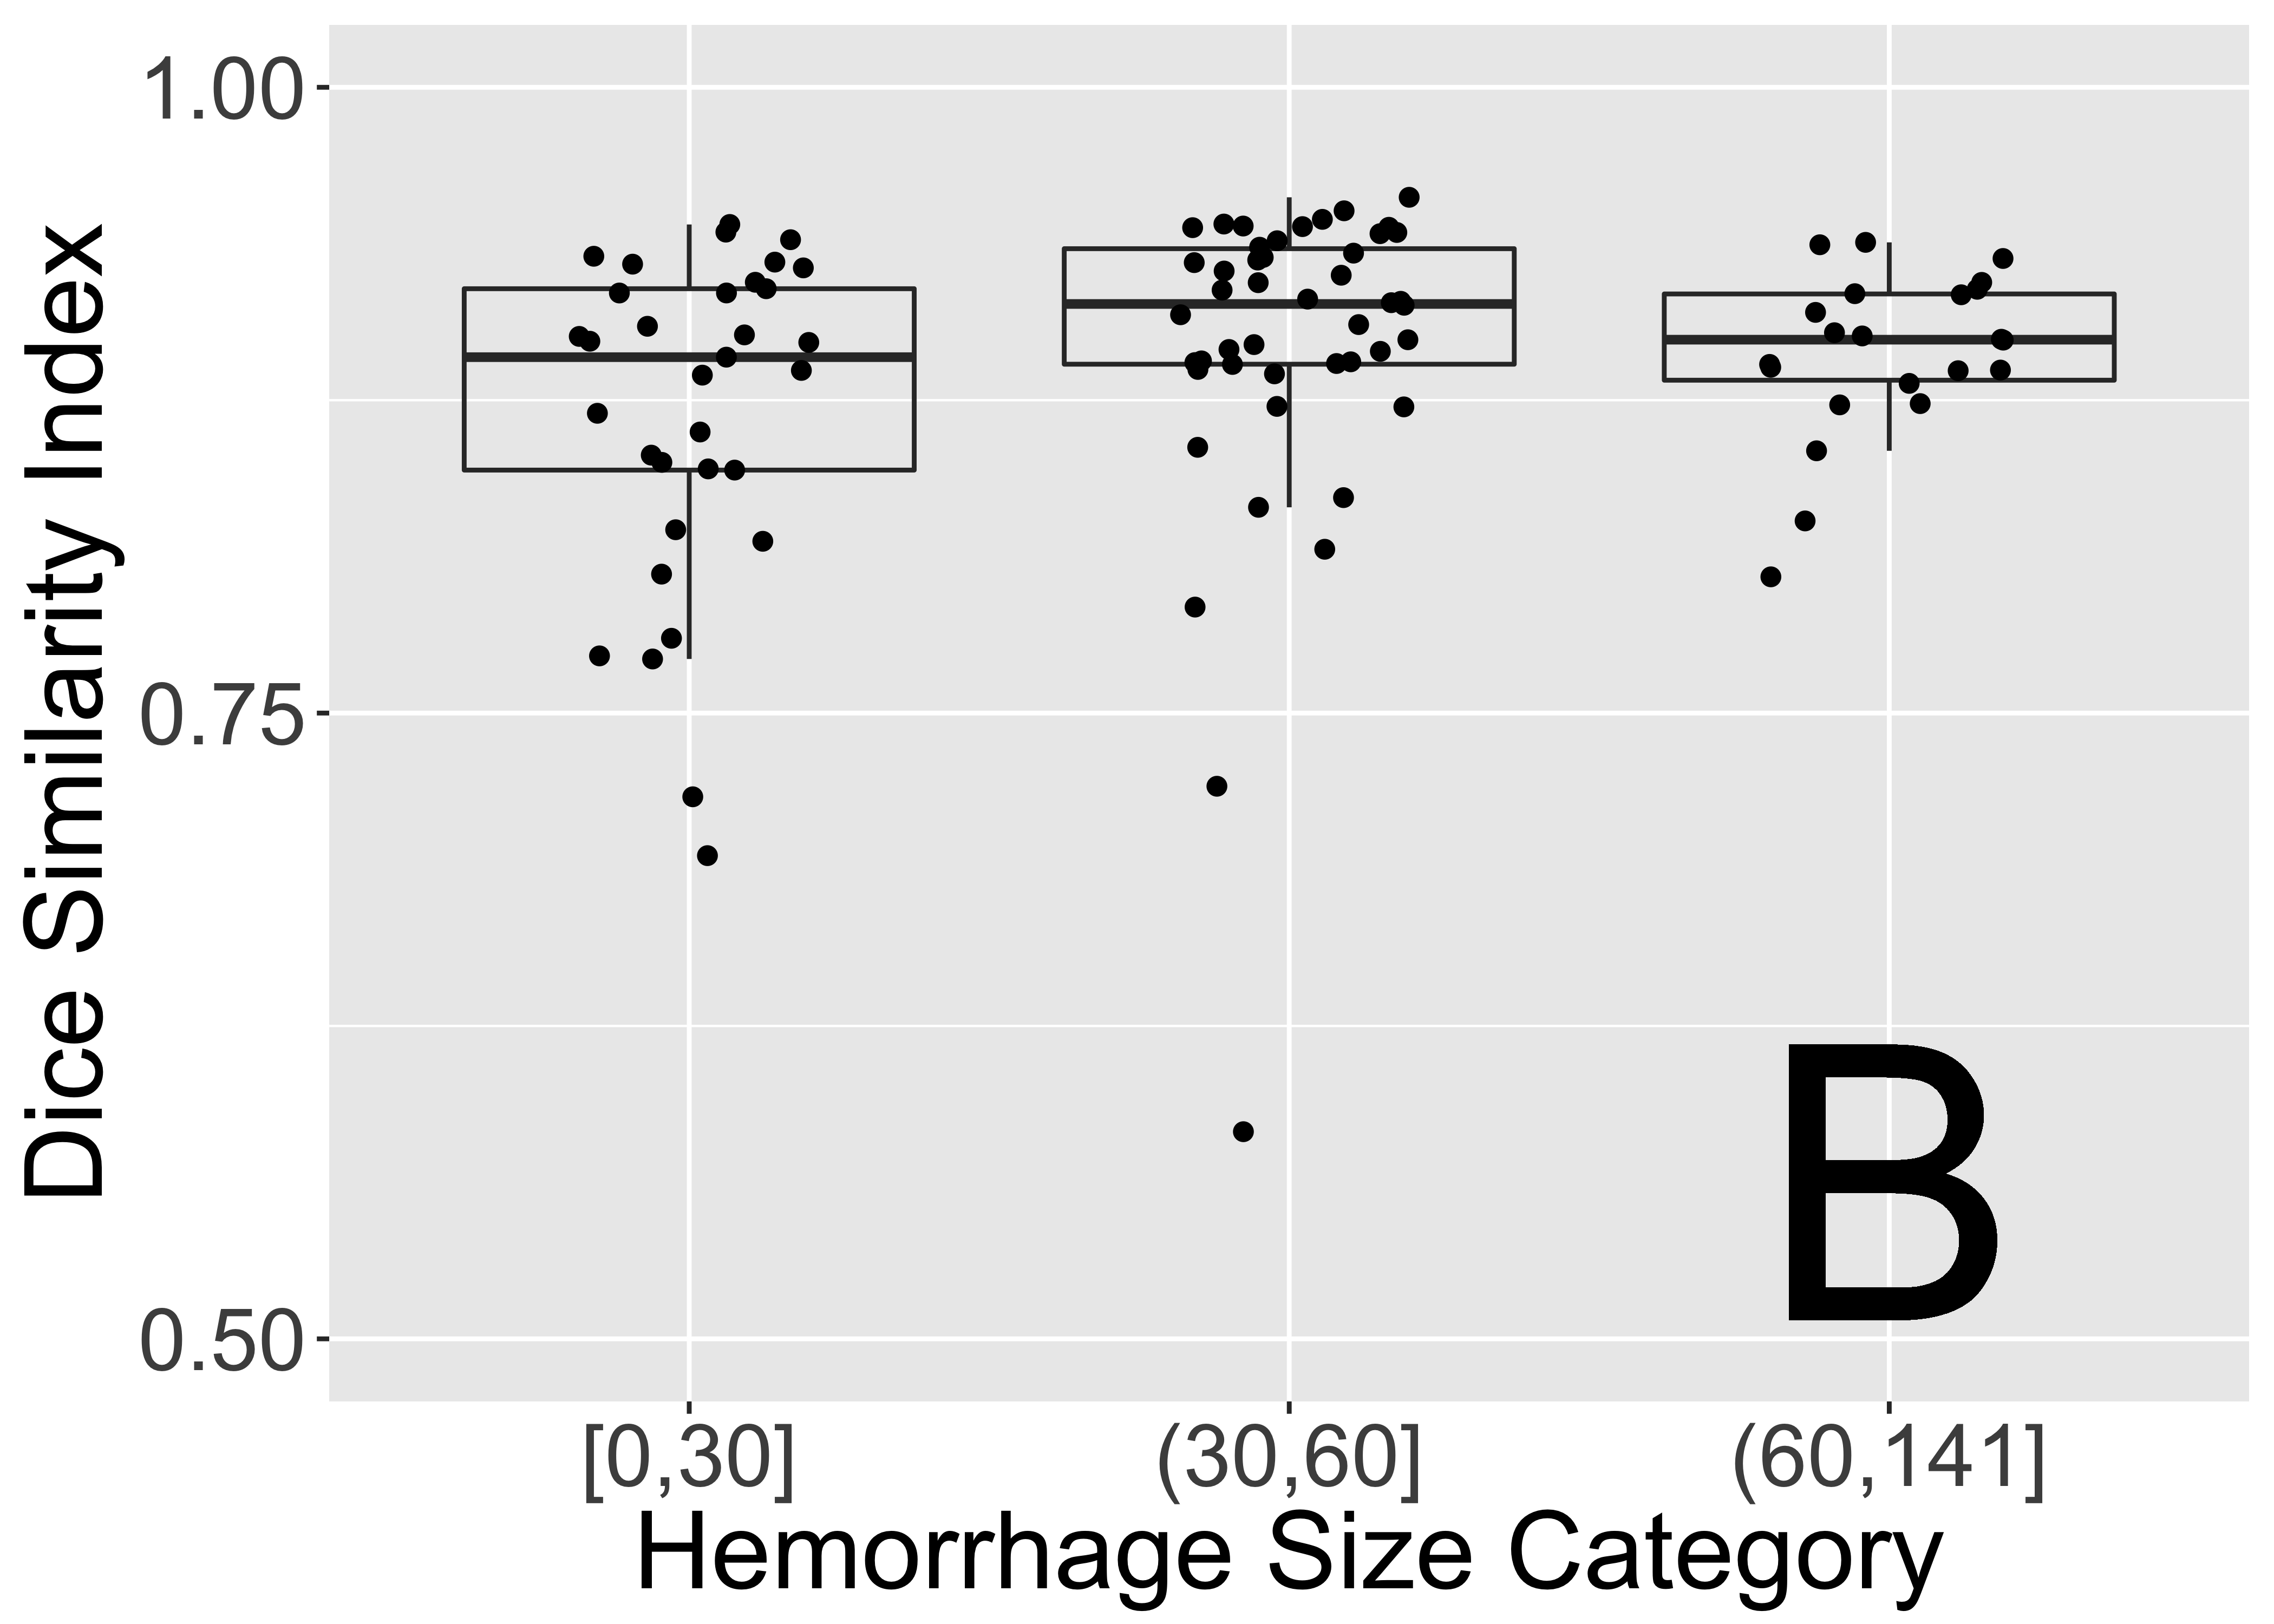 Dice Similarity Index
1.00
0.75
0.50
B
[0,30]
(30,60]
(60,141]
Hemorrhage Size Category